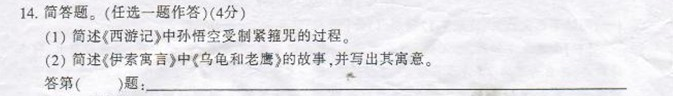 14. 简答题。(任选一题作答)(4分)
(1) 简述《西游记》中孙悟空受制紧箍咒的过程。
(2) 简述《伊索寓言》中《乌龟和老鹰》的故事,并写出其寓意。
答第(　　)题: